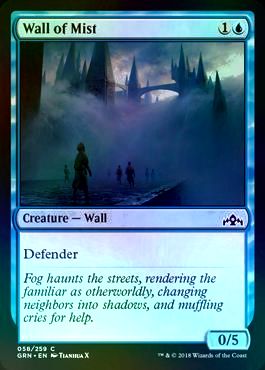 Wall of Mist 1
Creature — Wall
Defender
Fog haunts the streets, rendering the
familiar as otherworldly, changing
neighbors into shadows, and muffling
cries for help.
0/5
058/259 C
GRN • EN TIANHUA X
™ & © 2018 Wizards of the Coast